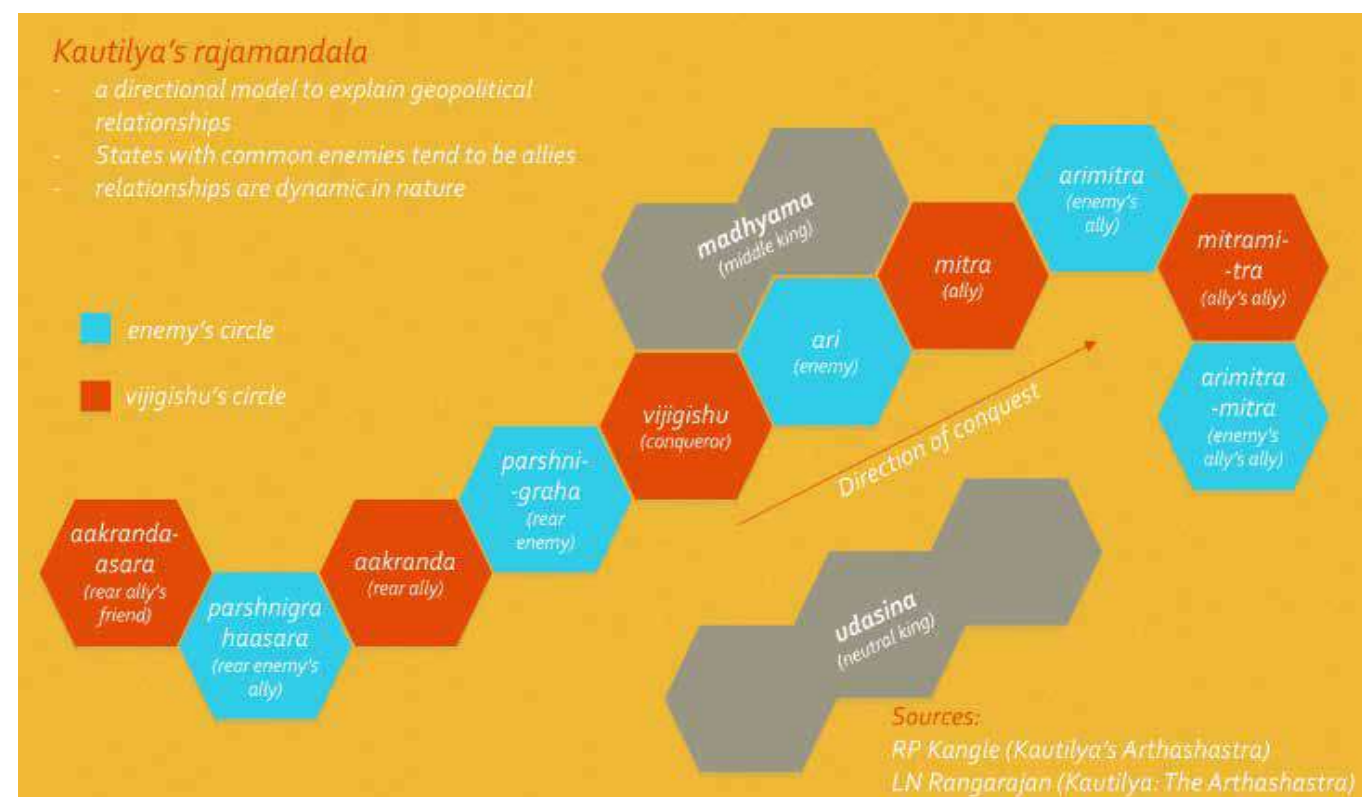 Kautilya's rajamandala
- a directional model to explain geopolitical
relationships
- States with common enemies tend to be allies
- relationships are dynamic in nature
enemy's circle
vijigishu's circle
aakranda-
asara
(rear ally's
friend)
parshnigra
haasara
(rear enemy's
ally)
aakranda
(rear ally)
parshni-
-graha
(rear
enemy)
vijigishu
(conqueror)
madhyama
(middle king)
ari
(enemy)
mitra
(ally)
arimitra
(enemy's
ally)
mitrami-
-tra
(ally's ally)
arimitra
-mitra
(enemy's
ally's ally)
Direction of conquest
udasina
(neutral king)
Sources:
RP Kangle (Kautilya's Arthashastra)
LN Rangarajan (Kautilya: The Arthashastra)